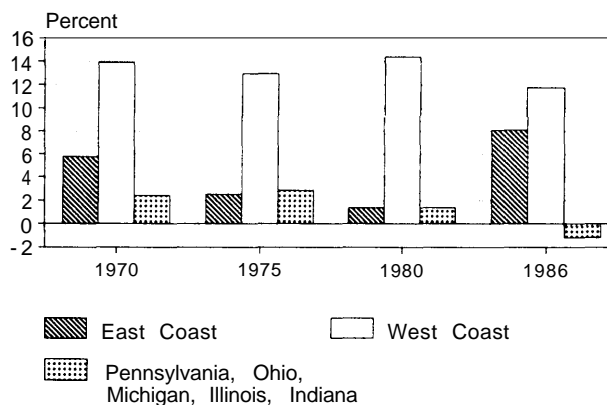 Percent
16
14
12
10
8
6
4
2
0
-2
1970 1975 1980 1986
East Coast West Coast
Pennsylvania, Ohio,
Michigan, Illinois, Indiana